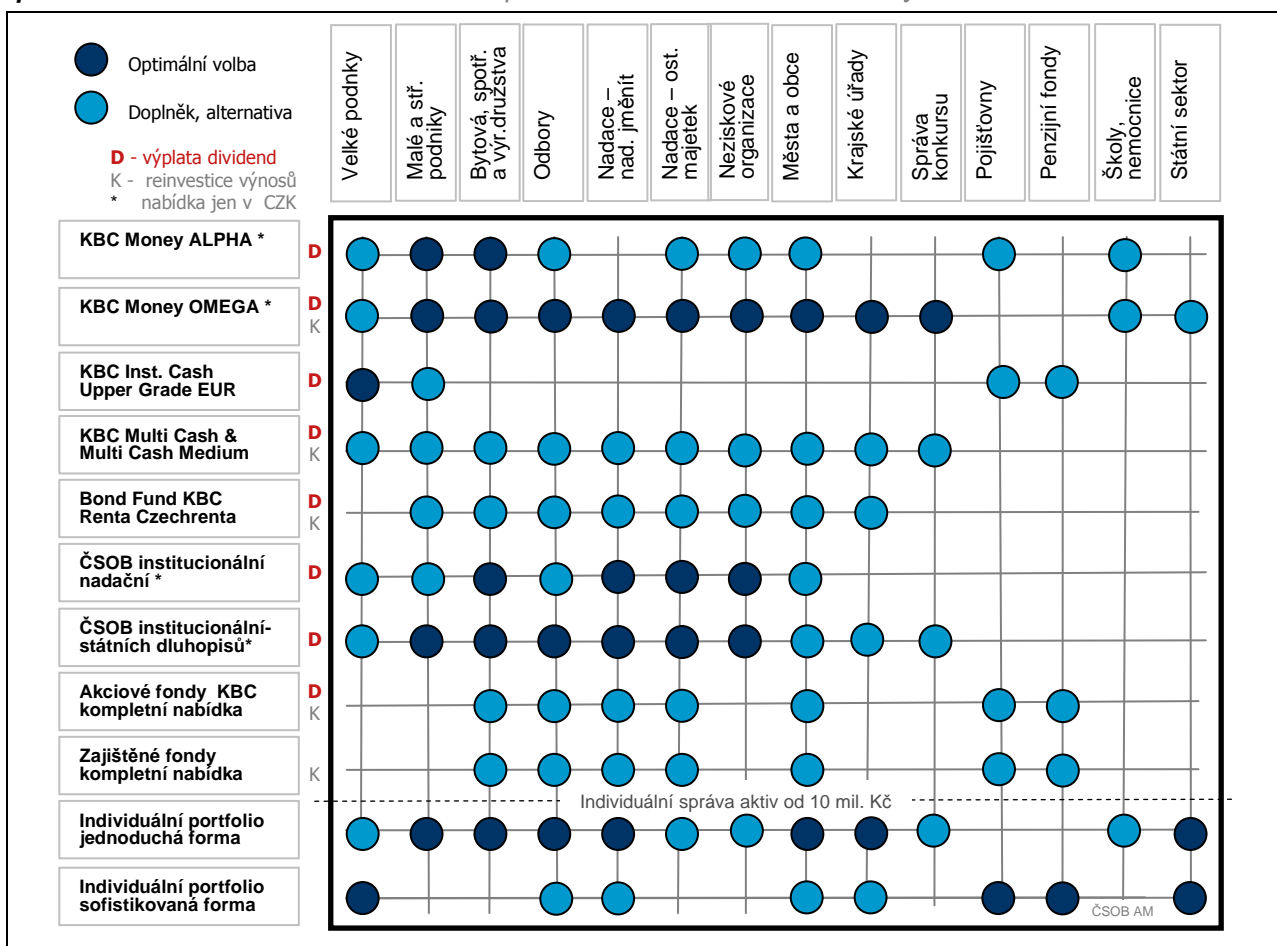 Optimální volba
Doplněk, alternativa
D - výplata dividend
K - reinvestice výnosů
* nabídka jen v CZK
Velké podnky
Malé a stř.
podniky
Bytová, spotř.
a výr.družstva
Odbory
Nadace –
nad. jměnít
Nadace – ost.
majetek
Neziskové
organizace
Města a obce
Krajské úřady
Správa
konkursu
Pojišťovny
Penzijní fondy
Školy,
nemocnice
Státní sektor
KBC Money ALPHA *
D
KBC Money OMEGA *
D
K
KBC Inst. Cash
Upper Grade EUR
D
KBC Multi Cash &
Multi Cash Medium
D
K
Bond Fund KBC
Renta Czechrenta
D
K
ČSOB institucionální
nadační *
D
ČSOB institucionální-
státních dluhopisů*
D
Akciové fondy KBC
kompletní nabídka
D
K
Zajištěné fondy
kompletní nabídka
K
Individuální správa aktiv od 10 mil. Kč
Individuální portfolio
jednoduchá forma
Individuální portfolio
sofistikovaná forma
ČSOB AM